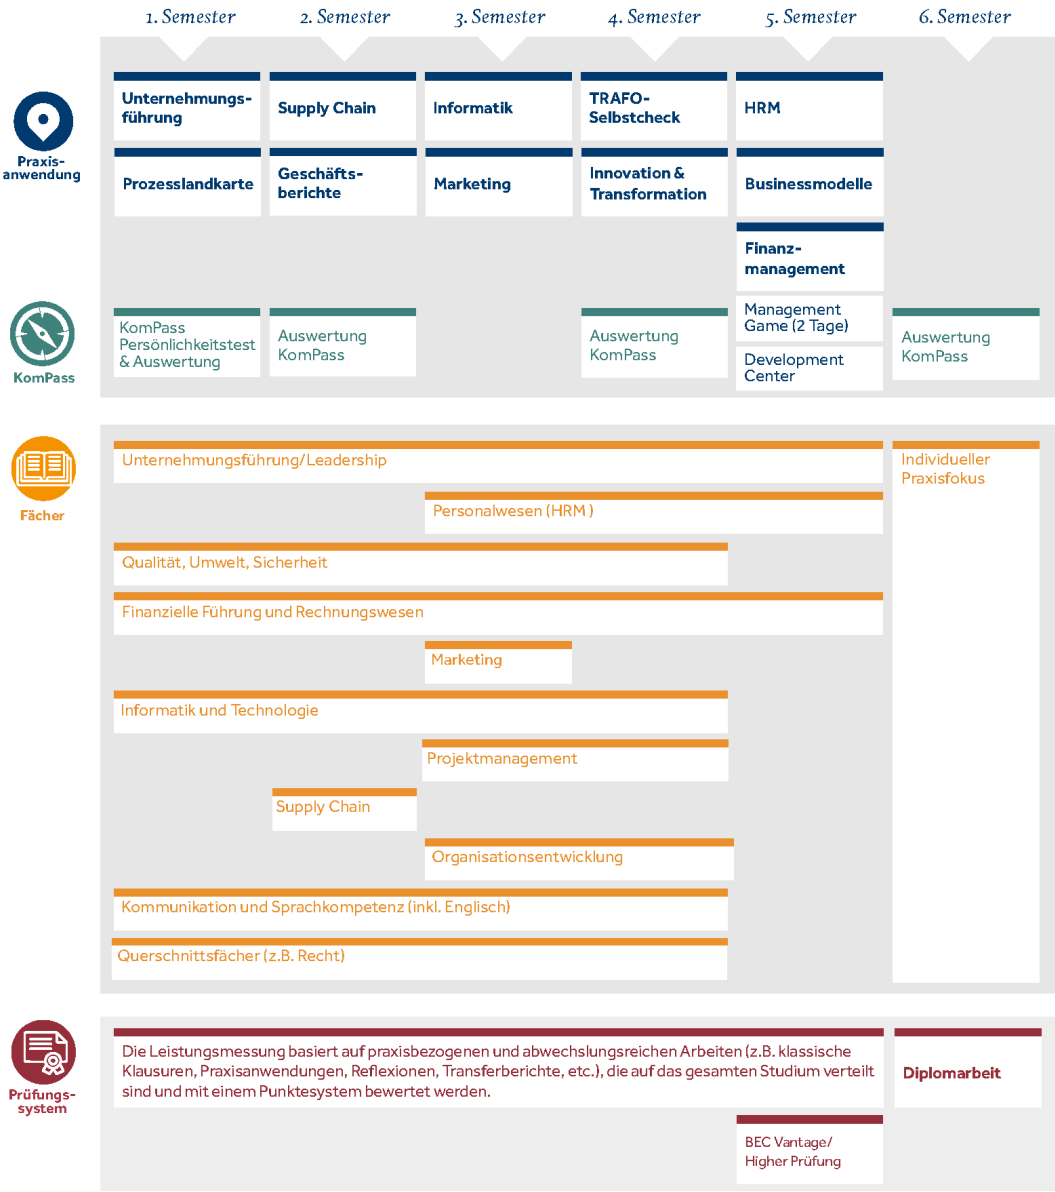 1. Semester
2. Semester
3. Semester
4. Semester
5. Semester
6. Semester
Praxis-
anwendung
Unternehmungs-
führung
Supply Chain
Informatik
TRAFO-
Selbstcheck
HRM
Prozesslandkarte
Geschäfts-
berichte
Marketing
Innovation &
Transformation
Businessmodelle
Finanz-
management
Management
Game (2 Tage)
Development
Center
KomPass
KomPass
Persönlichkeitstest
& Auswertung
Auswertung
KomPass
Auswertung
KomPass
Auswertung
KomPass
Fächer
Unternehmungsführung/Leadership
Individueller
Praxisfokus
Personalwesen (HRM )
Qualität, Umwelt, Sicherheit
Finanzielle Führung und Rechnungswesen
Marketing
Informatik und Technologie
Projektmanagement
Supply Chain
Organisationsentwicklung
Kommunikation und Sprachkompetenz (inkl. Englisch)
Querschnittsfächer (z.B. Recht)
Prüfungs-
system
Die Leistungsmessung basiert auf praxisbezogenen und abwechslungsreichen Arbeiten (z.B. klassische
Klausuren, Praxisanwendungen, Reflexionen, Transferberichte, etc.), die auf das gesamten Studium verteilt
sind und mit einem Punktesystem bewertet werden.
Diplomarbeit
BEC Vantage/
Higher Prüfung